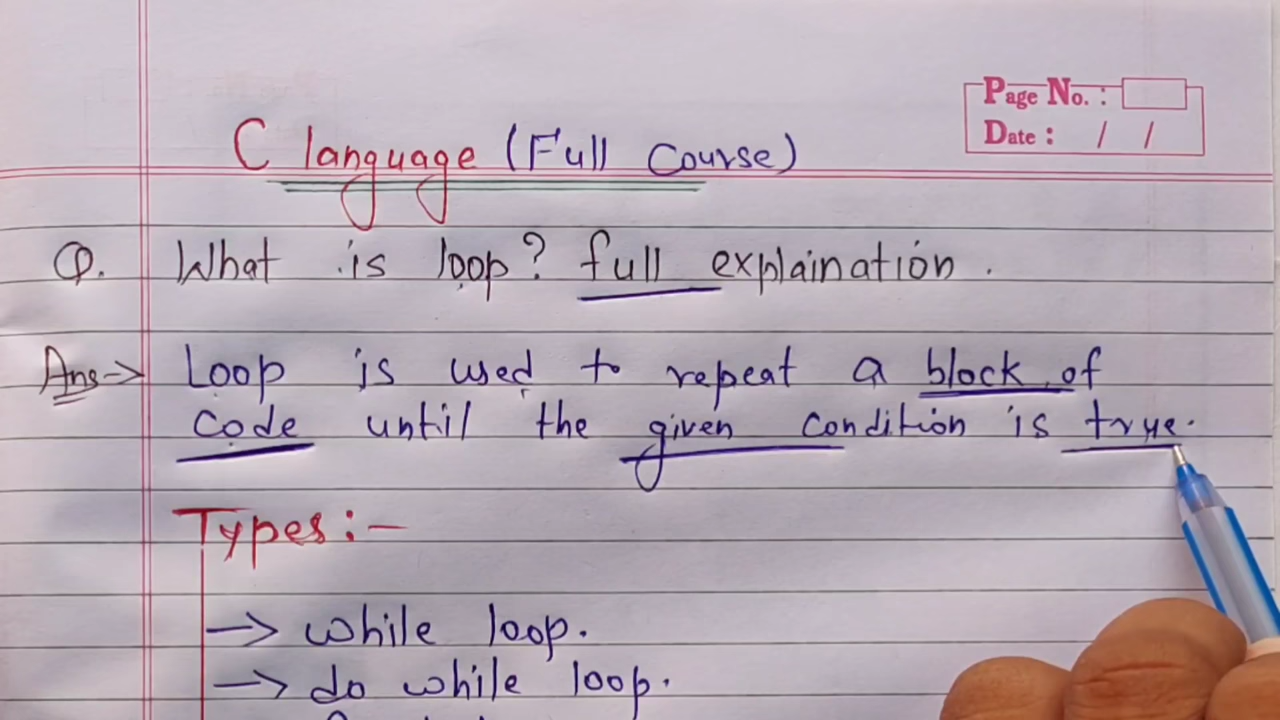 Page No. :
Date : / /
C language (Full Course)
Q. What is loop? full explaination.
Ans-> Loop is used to repeat a block of
code until the given condition is true.
Types:-
-> while loop.
-> do while loop.